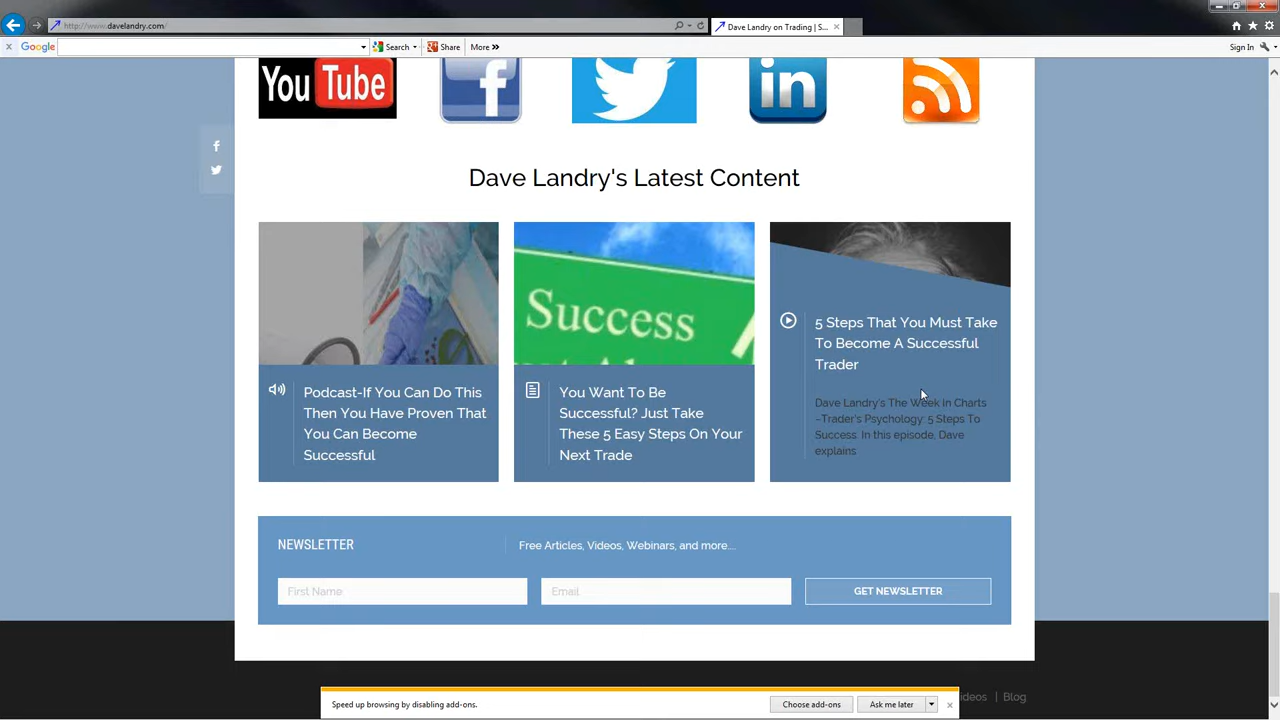 http://www.davelandry.com/
Dave Landry on Trading | S...
Google
Search
Share
More
Sign In
You Tube
f
in
Dave Landry's Latest Content
Success
Podcast-If You Can Do This
Then You Have Proven That
You Can Become
Successful
You Want To Be
Successful? Just Take
These 5 Easy Steps On Your
Next Trade
5 Steps That You Must Take
To Become A Successful
Trader
Dave Landry's The Week In Charts
–Trader's Psychology: 5 Steps To
Success. In this episode, Dave
explains
NEWSLETTER
Free Articles, Videos, Webinars, and more....
First Name
Email
GET NEWSLETTER
| Blog
Speed up browsing by disabling add-ons.
Choose add-ons
Ask me later